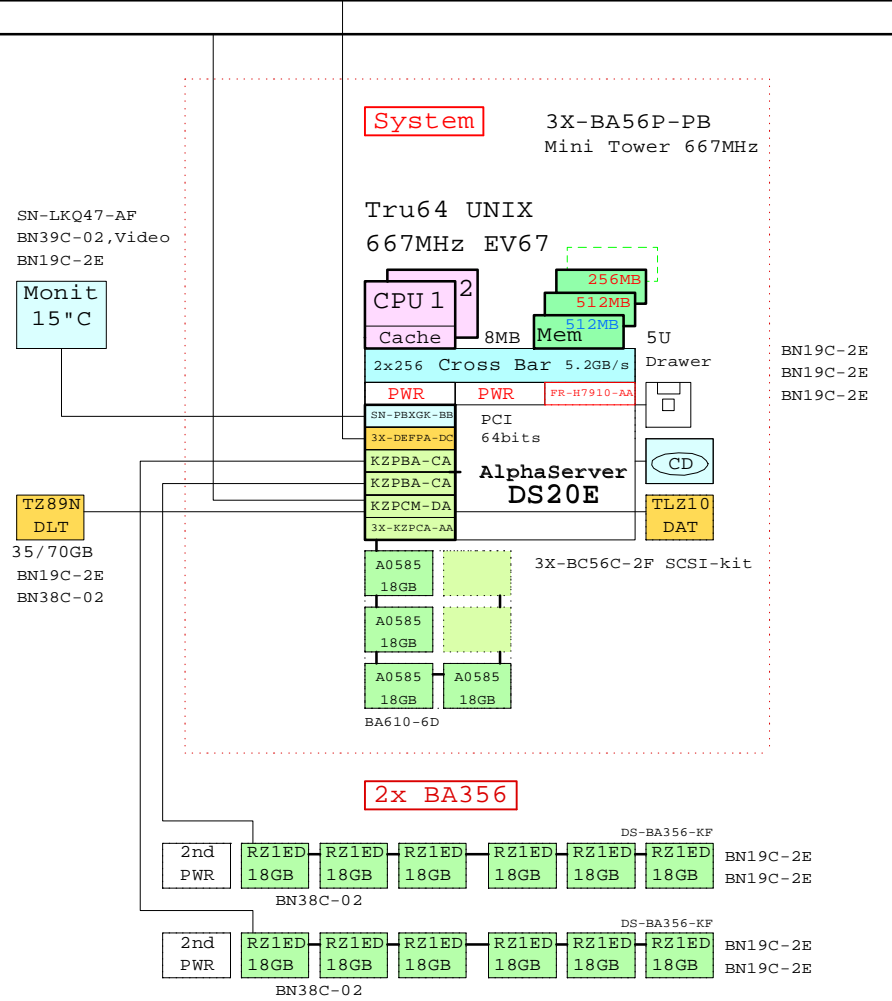 System
3X-BA56P-PB
Mini Tower 667MHz
SN-LKQ47-AF
BN39C-02,Video
BN19C-2E
Monit
15"C
Tru64 UNIX
667MHz EV67
CPU 1
2
Cache
8MB
256MB
512MB
512MB
Mem
5U
Drawer
BN19C-2E
BN19C-2E
BN19C-2E
2x256 Cross Bar 5.2GB/s
PWR
PWR
FR-H7910-AA
SN-PBXGK-BB
3X-DEFPA-DC
KZPBA-CA
KZPBA-CA
KZPCM-DA
3X-KZPCA-AA
PCI
64bits
AlphaServer
DS20E
CD
TZ89N
DLT
35/70GB
BN19C-2E
BN38C-02
TLZ10
DAT
3X-BC56C-2F SCSI-kit
A0585
18GB
A0585
18GB
A0585
18GB
A0585
18GB
BA610-6D
2x BA356
DS-BA356-KF
2nd
PWR
RZ1ED
18GB
RZ1ED
18GB
RZ1ED
18GB
RZ1ED
18GB
RZ1ED
18GB
RZ1ED
18GB
BN19C-2E
BN19C-2E
BN38C-02
DS-BA356-KF
2nd
PWR
RZ1ED
18GB
RZ1ED
18GB
RZ1ED
18GB
RZ1ED
18GB
RZ1ED
18GB
RZ1ED
18GB
BN19C-2E
BN19C-2E
BN38C-02